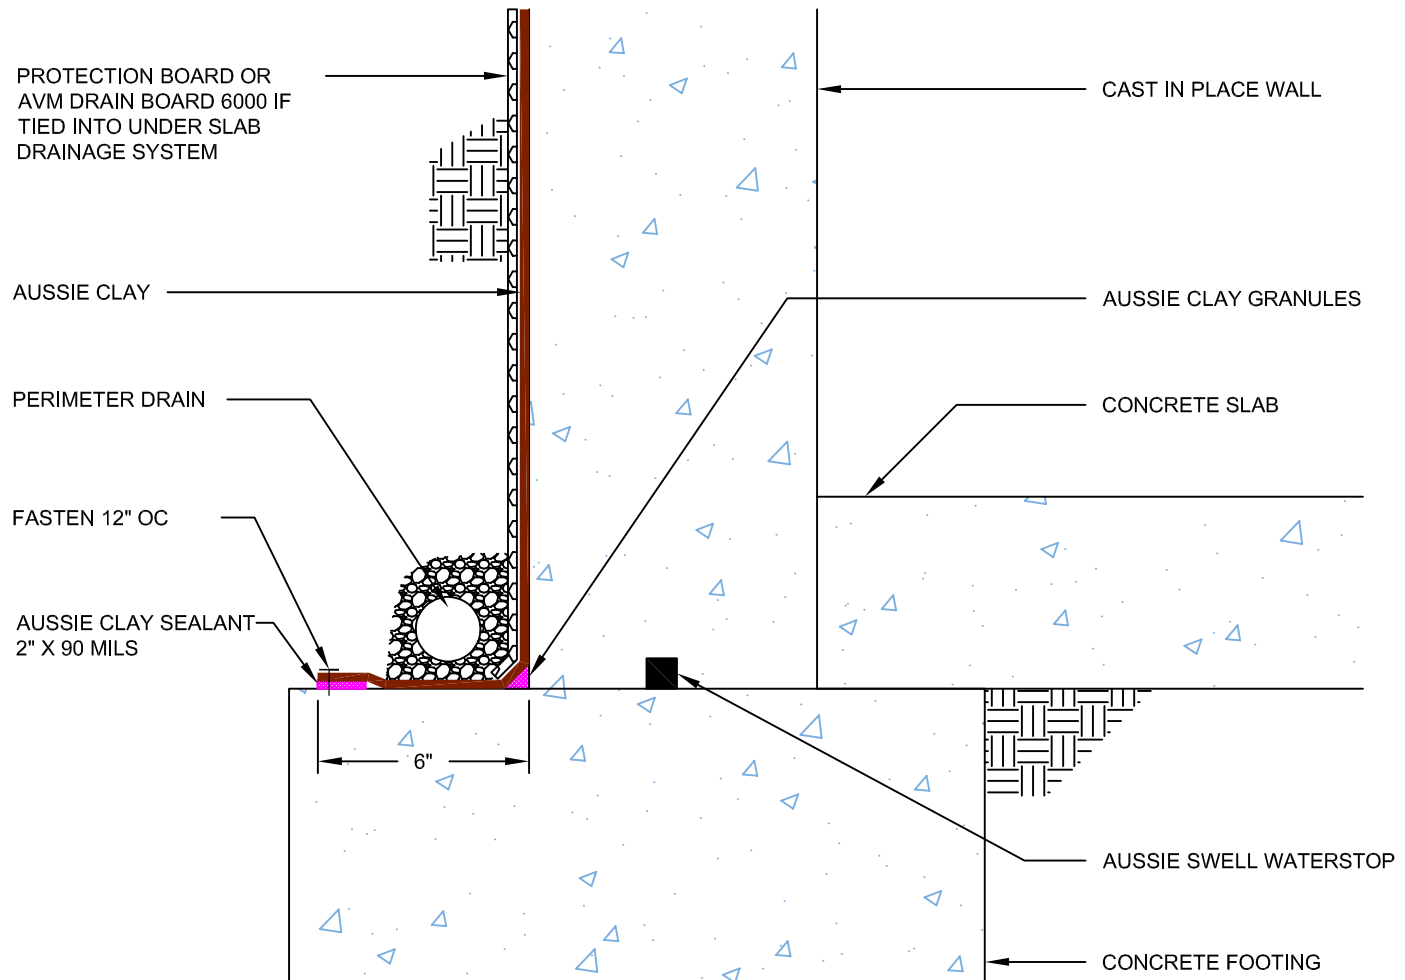 PROTECTION BOARD OR
AVM DRAIN BOARD 6000 IF
TIED INTO UNDER SLAB
DRAINAGE SYSTEM
AUSSIE CLAY
PERIMETER DRAIN
FASTEN 12" OC
AUSSIE CLAY SEALANT
2" X 90 MILS
6"
CAST IN PLACE WALL
AUSSIE CLAY GRANULES
CONCRETE SLAB
AUSSIE SWELL WATERSTOP
CONCRETE FOOTING